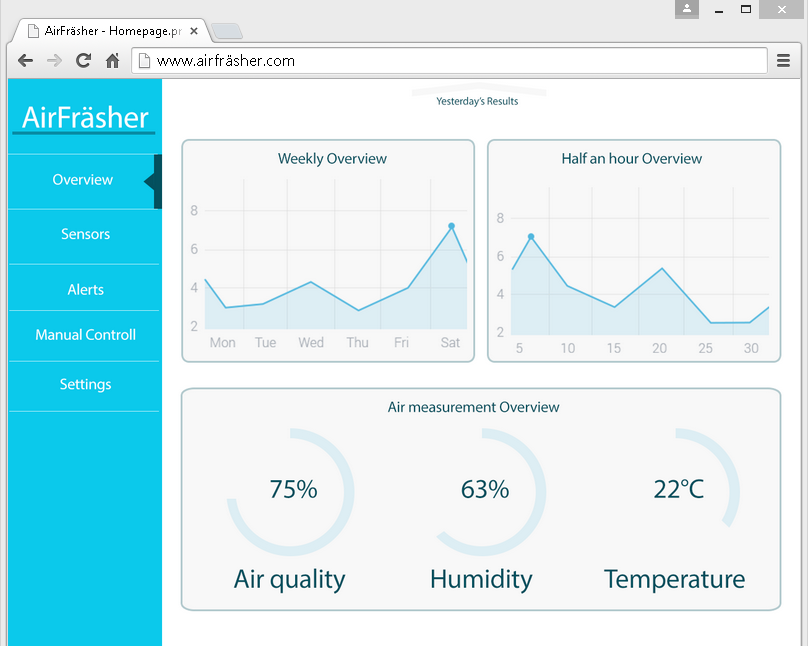 AirFräsher - Homepage.pr
www.airfräsher.com
AirFräsher
Overview
Sensors
Alerts
Manual Controll
Settings
Yesterday's Results
Weekly Overview
8
6
4
2
Mon Tue Wed Thu Fri Sat
Half an hour Overview
8
6
4
2
5 10 15 20 25 30
Air measurement Overview
75% 63% 22°C
Air quality Humidity Temperature